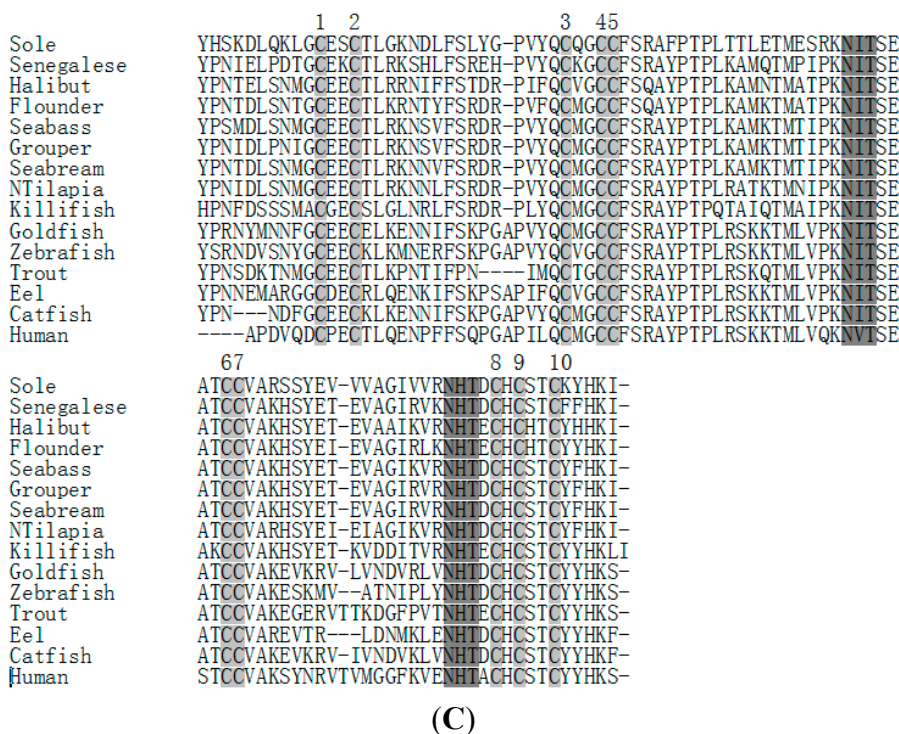 1 2 3 45
Sole YHSKDLQKLGCESCTLGKNDLFSLYG-PVYQCQGCCFSRAFPTPLTTLETMESRKNITSE
Senegalese YPNIELPDTGCEKCTLRKSHLFSREH-PVYQCKGCCFSRAYPTPLKAMQTMPIPKNITSE
Halibut YPNTELSNMGCEECTLRRNIFFSTDR-PIFQCVGCCFSQAYPTPLKAMNTMATPKNITSE
Flounder YPNTDLSNTGCEECTLRKNTYFSRDR-PVFQCMGCCFSQAYPTPLKAMKTMTSPKNITSE
Seabass YPSMDLSNMGCEECTLRKNSVFSRDR-PVYQCMGCCFSRAYPTPLKAMKTMTIPKNITSE
Grouper YPNIDLPNIGCEECTLRKNSVFSRDR-PVYQCMGCCFSRAYPTPLKAMKTMTIPKNITSE
Seabream YPNTDLSNMGCEECTLRKNNVFSRDR-PVYQCMGCCFSRAYPTPLKAMKTMTIPKNITSE
NTilapia YPNIDLSNMGCEECTLRKNNLFSRDR-PVYQCMGCCFSRAYPTPLRATKTMNIPKNITSE
Killifish HPNFDSSSMACGECSLGLNRLFSRDR-PLYQCMGCCFSRAYPTPQTAIQTMAIPKNITSE
Goldfish YPRNYMNNFGCEECELKENNIFSKPGAPVYQCMGCCFSRAYPTPLRSKKTMLVPKNITSE
Zebrafish YSRNDVSNYGCEECKLKMNERFSKPGAPVYQCVGCCFSRAYPTPLRSKKTMLVPKNITSE
Trout YPNSDKTNMGCEECTLKPNTIFPN----IMQCTGCCFSRAYPTPLRSKQTMLVPKNITSE
Eel YPNNEMARGGCDECRLQENKIFSKPSAPIFQCVGCCFSRAYPTPLRSKKTMLVPKNITSE
Catfish YPN---NDFGCEECKLKENNIFSKPGAPVYQCMGCCFSRAYPTPLRSKKTMLVPKNITSE
Human ----APDVQDCPECTLQENPFFSQPGAPILQCMGCCFSRAYPTPLRSKKTMLVQKNVTSE
67 8 9 10
Sole ATCCVARSSYEV-VVAGIVVRNHTDCHCSTCKYHKI-
Senegalese ATCCVAKHSYET-EVAGIRVKNHTDCHCSTCFFHKI-
Halibut ATCCVAKHSYET-EVAAIKVRNHTECHCHTCYHHKI-
Flounder ATCCVAKHSYEI-EVAGIRLKNHTDCHCHTCYYHKI-
Seabass ATCCVAKHSYET-EVAGIKVRNHTDCHCSTCYFHKI-
Grouper ATCCVAKHSYET-EVAGIRVRNHTDCHCSTCYFHKI-
Seabream ATCCVAKHSYET-EVAGIRVRNHTDCHCSTCYFHKI-
NTilapia ATCCVARHSYEI-EIAGIKVRNHTDCHCSTCYFHKI-
Killifish AKCCVAKHSYET-KVDDITVRNHTECHCSTCYYHKLI
Goldfish ATCCVAKEVKRV-LVNDVRLVNHTDCHCSTCYYHKS-
Zebrafish ATCCVAKESKMV--ATNIPLYNHTDCHCSTCYYHKS-
Trout ATCCVAKEGERVTTKDGFPVTNHTECHCSTCYYHKS-
Eel ATCCVAREVTR---LDNMKLENHTDCHCSTCYYHKF-
Catfish ATCCVAKEVKRV-IVNDVKLVNHTDCHCSTCYYHKF-
Human STCCVAKSYNRVTVMGGFKVENHTACHCSTCYYHKS-
(C)